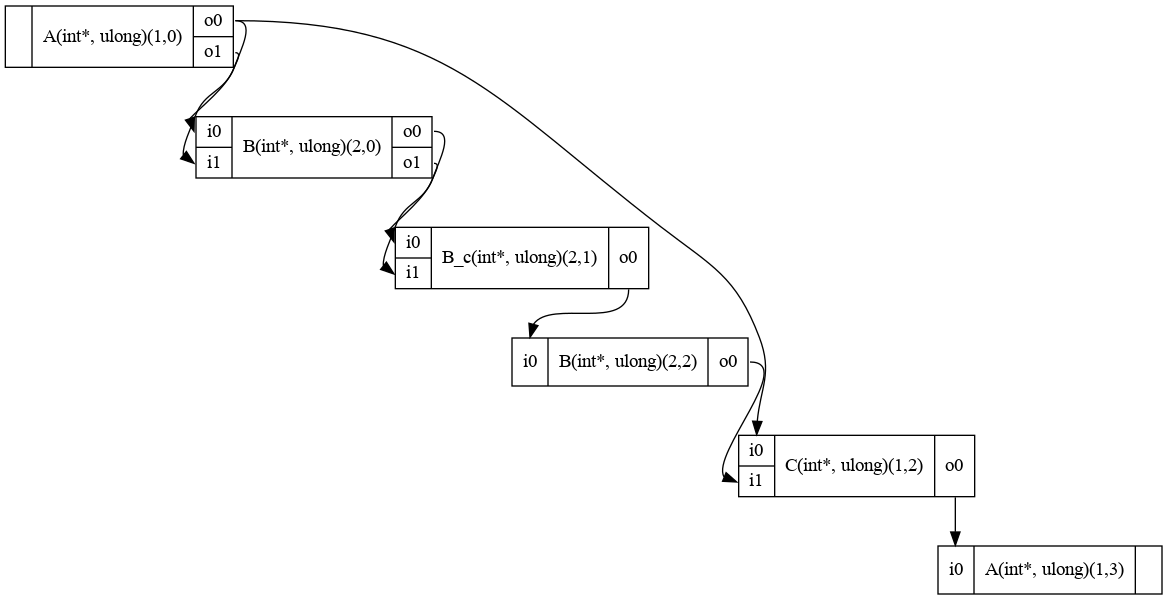 A(int*, ulong)(1,0)
o0
o1
i0
i1
B(int*, ulong)(2,0)
o0
o1
i0
i1
B_c(int*, ulong)(2,1)
o0
i0
B(int*, ulong)(2,2)
o0
i0
i1
C(int*, ulong)(1,2)
o0
i0
A(int*, ulong)(1,3)